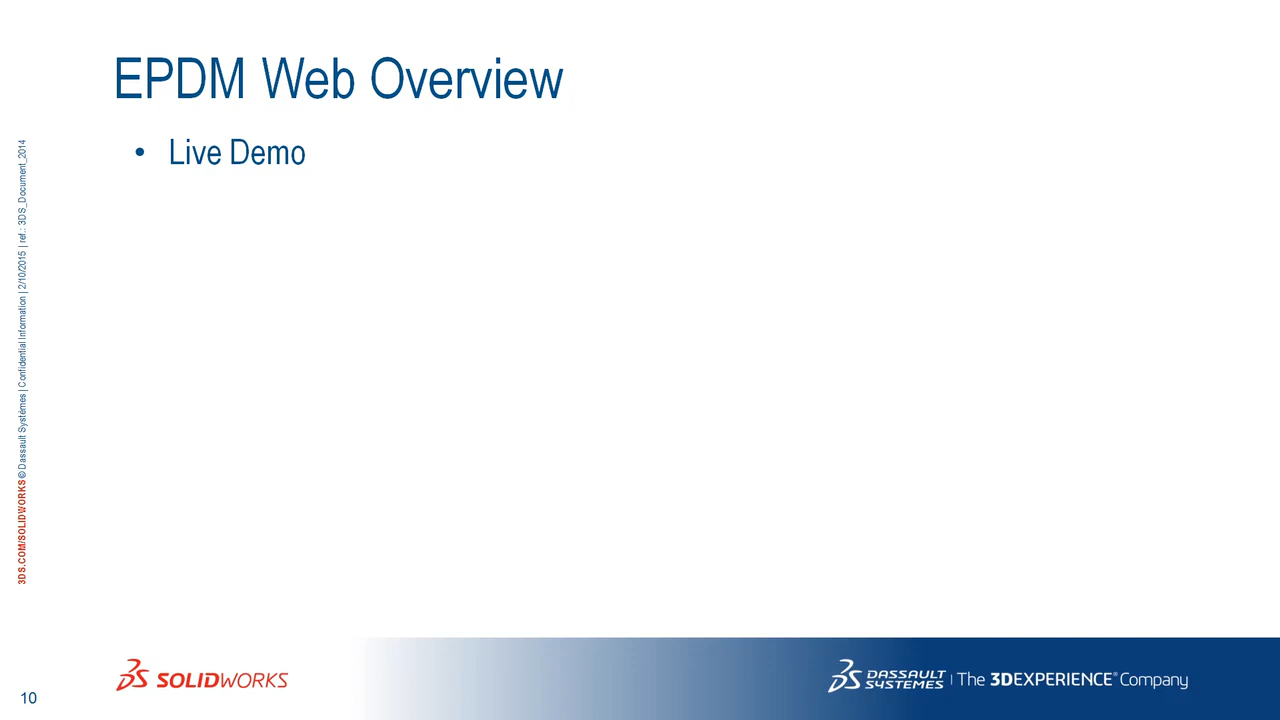 EPDM Web Overview
• Live Demo
3DS.COM/SOLIDWORKS © Dassault Systèmes | Confidential Information | 2/10/2015 | ref.: 3DS_Document_2014
SOLIDWORKS
DASSAULT SYSTEMES | The 3DEXPERIENCE® Company
10